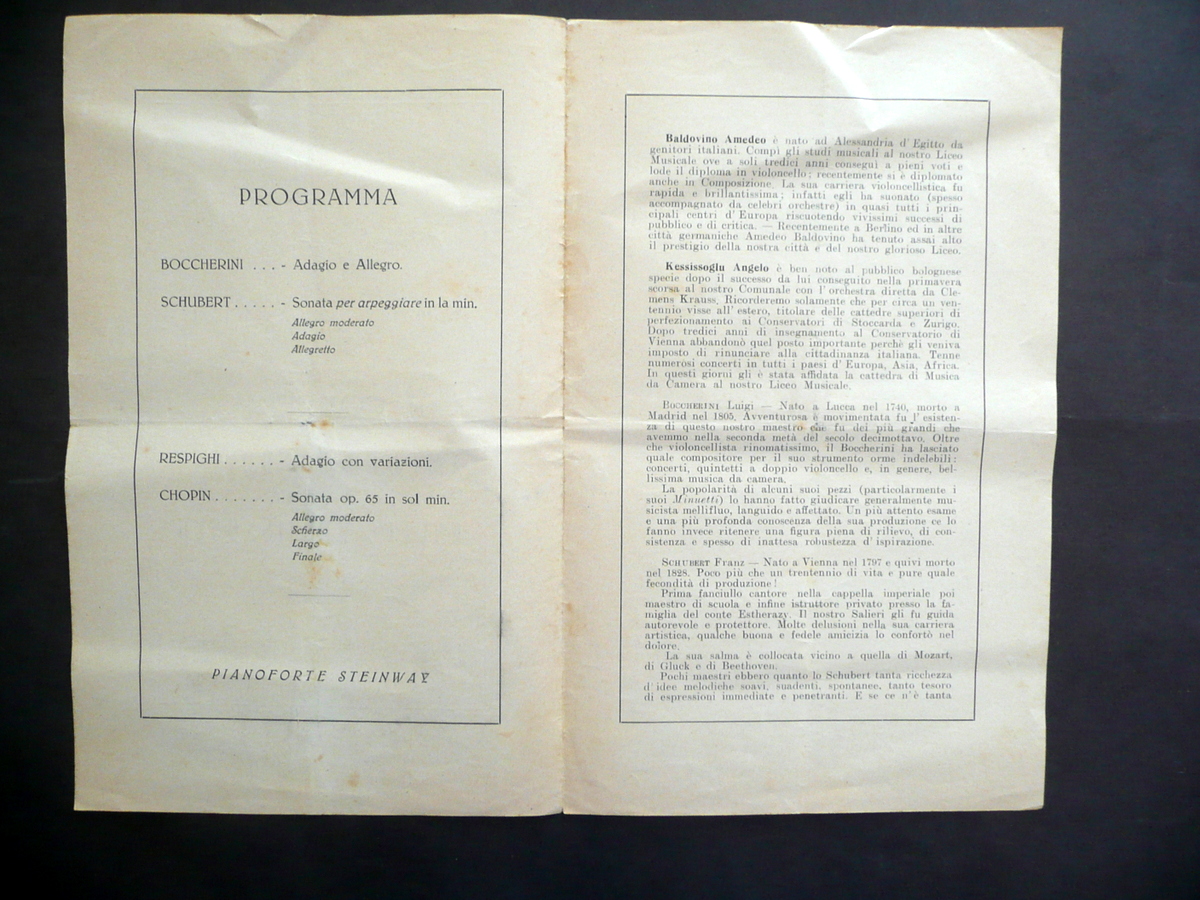 PROGRAMMA
BOCCHERINI . . . - Adagio e Allegro.
SCHUBERT . . . . . - Sonata per arpeggiare in la min.
Allegro moderato
Adagio
Allegretto
RESPIGHI . . . . . . - Adagio con variazioni.
CHOPIN . . . . . . . - Sonata op. 65 in sol min.
Allegro moderato
Scherzo
Largo
Finale
PIANOFORTE STEINWAY
Baldovino Amedeo è nato ad Alessandria d' Egitto da
genitori italiani. Compì gli studi musicali al nostro Liceo
Musicale ove a soli tredici anni conseguì a pieni voti e
lode il diploma in violoncello; recentemente si è diplomato
anche in Composizione. La sua carriera violoncellistica fu
rapida e brillantissima; infatti egli ha suonato (spesso
accompagnato da celebri orchestre) in quasi tutti i prin-
cipali centri d' Europa riscuotendo vivissimi successi di
pubblico e di critica. — Recentemente a Berlino ed in altre
città germaniche Amedeo Baldovino ha tenuto assai alto
il prestigio della nostra città e del nostro glorioso Liceo.
Kessissoglu Angelo è ben noto al pubblico bolognese
specie dopo il successo da lui conseguito nella primavera
scorsa al nostro Comunale con l' orchestra diretta da Cle-
mens Krauss. Ricorderemo solamente che per circa un ven-
tennio visse all' estero, titolare delle cattedre superiori di
perfezionamento ai Conservatori di Stoccarda e Zurigo.
Dopo tredici anni di insegnamento al Conservatorio di
Vienna abbandonò quel posto importante perchè gli veniva
imposto di rinunciare alla cittadinanza italiana. Tenne
numerosi concerti in tutti i paesi d' Europa, Asia, Africa.
In questi giorni gli è stata affidata la cattedra di Musica
da Camera al nostro Liceo Musicale.
BOCCHERINI Luigi — Nato a Lucca nel 1740, morto a
Madrid nel 1805. Avventurosa e movimentata fu l' esisten-
za di questo nostro maestro che fu dei più grandi che
avemmo nella seconda metà del secolo decimottavo. Oltre
che violoncellista rinomatissimo, il Boccherini ha lasciato
quale compositore per il suo strumento orme indelebili:
concerti, quintetti a doppio violoncello e, in genere, bel-
lissima musica da camera.
La popolarità di alcuni suoi pezzi (particolarmente i
suoi Minuetti) lo hanno fatto giudicare generalmente mu-
sicista mellifluo, languido e affettato. Un più attento esame
e una più profonda conoscenza della sua produzione ce lo
fanno invece ritenere una figura piena di rilievo, di con-
sistenza e spesso di inattesa robustezza d' ispirazione.
SCHUBERT Franz — Nato a Vienna nel 1797 e quivi morto
nel 1828. Poco più che un trentennio di vita e pure quale
fecondità di produzione!
Prima fanciullo cantore nella cappella imperiale poi
maestro di scuola e infine istruttore privato presso la fa-
miglia del conte Estherazy. Il nostro Salieri gli fu guida
autorevole e protettore. Molte delusioni nella sua carriera
artistica, qualche buona e fedele amicizia lo confortò nel
dolore.
La sua salma è collocata vicino a quella di Mozart,
di Gluck e di Beethoven.
Pochi maestri ebbero quanto lo Schubert tanta ricchezza
d' idee melodiche soavi, suadenti, spontanee, tanto tesoro
di espressioni immediate e penetranti. E se ce n' è tanta